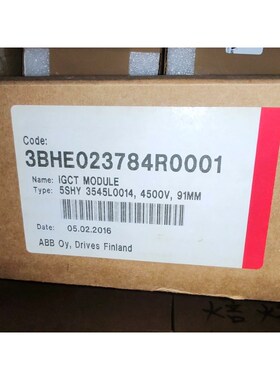 Code:
3BHE023784R0001
Name: IGCT MODULE
Type: 5SHY 3545L0014, 4500V, 91MM
Date: 05.02.2016
ABB Oy, Drives Finland